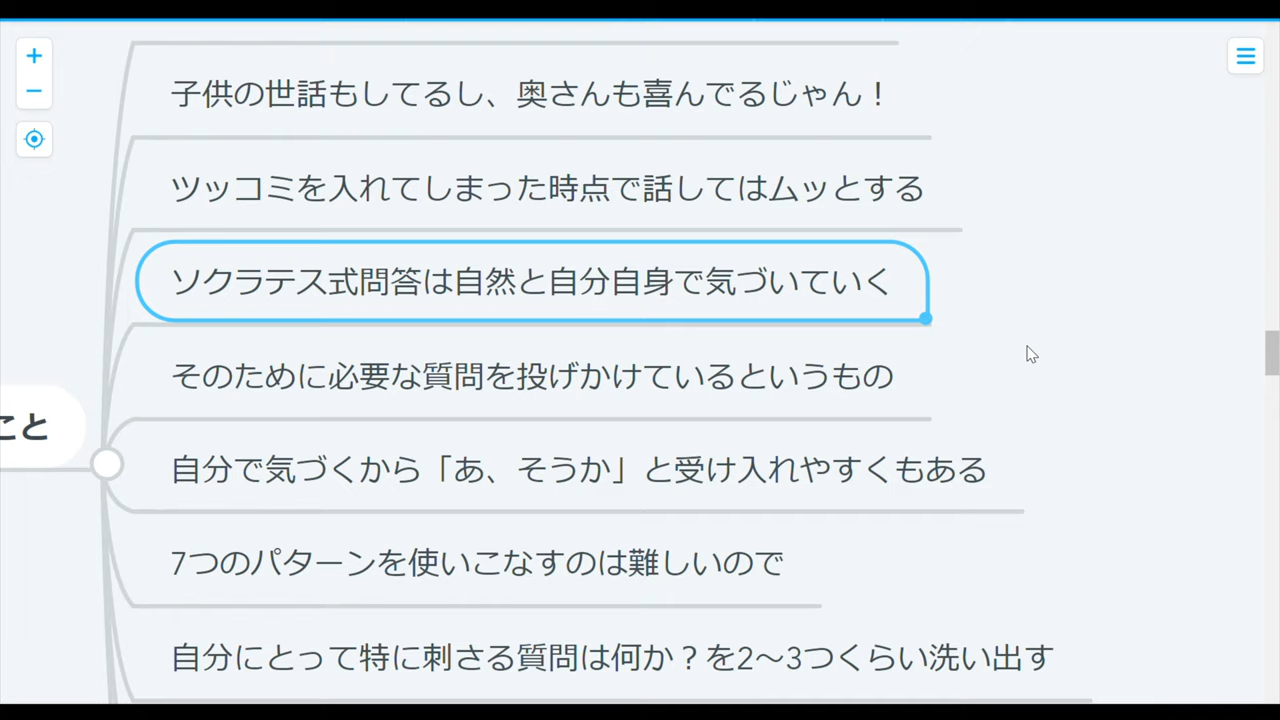 子供の世話もしてるし、奥さんも喜んでるじゃん！
ツッコミを入れてしまった時点で話してはムッとする
ソクラテス式問答は自然と自分自身で気づいていく
そのために必要な質問を投げかけているというもの
こと
自分で気づくから「あ、そうか」と受け入れやすくもある
7つのパターンを使いこなすのは難しいので
自分にとって特に刺さる質問は何か？を2〜3つくらい洗い出す